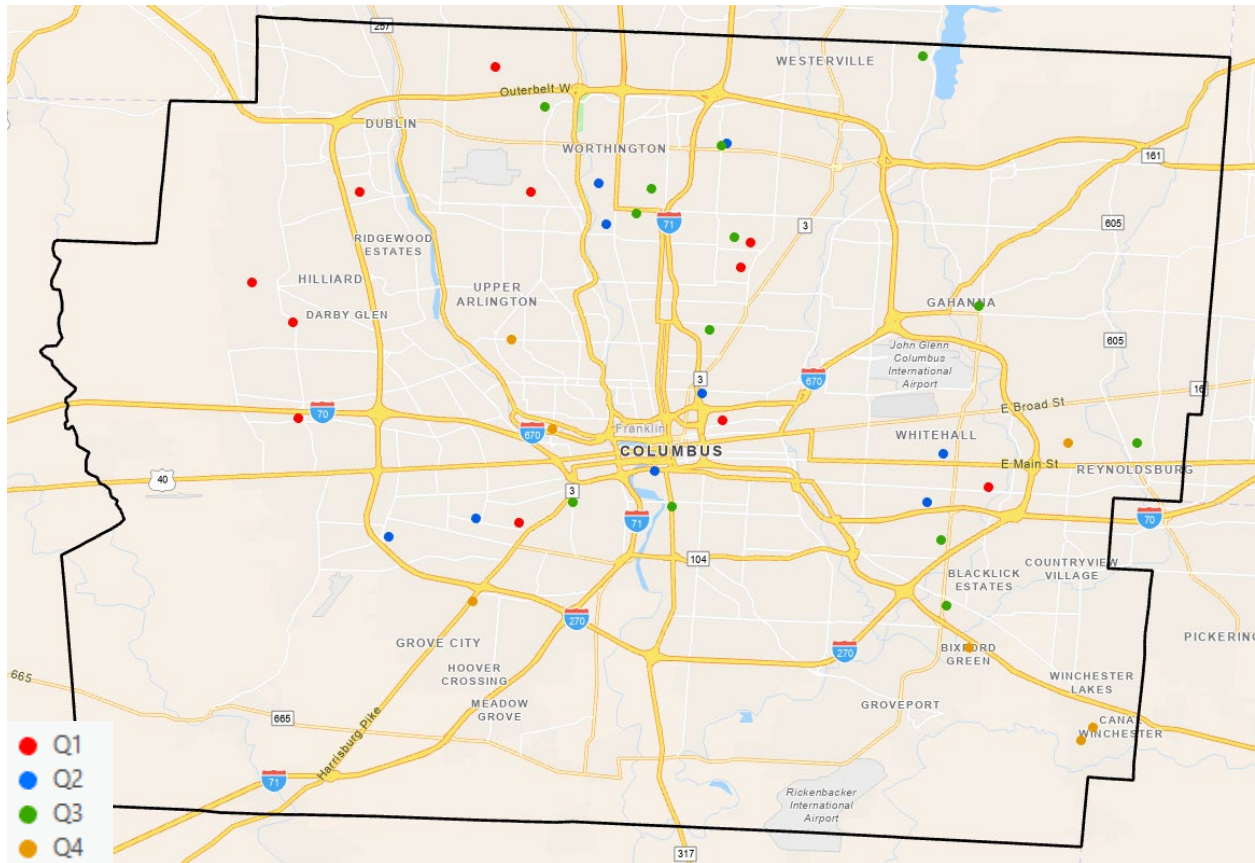 257
WESTERVILLE
Outerbelt W
DUBLIN
WORTHINGTON
161
3
605
71
RIDGEWOOD
ESTATES
HILLIARD
UPPER
ARLINGTON
GAHANNA
DARBY GLEN
John Glenn
Columbus
International
Airport
605
3
670
16
70
E Broad St
670
Franklin
WHITEHALL
COLUMBUS
E Main St
REYNOLDSBURG
40
3
71
70
104
COUNTRYVIEW
VILLAGE
BLACKLICK
ESTATES
270
GROVE CITY
PICKERING
270
BIXFORD
GREEN
HOOVER
CROSSING
665
WINCHESTER
LAKES
MEADOW
GROVE
GROVEPORT
665
CANAL
WINCHESTER
Harrisburg Pike
71
Rickenbacker
International
Airport
317
Q1
Q2
Q3
Q4